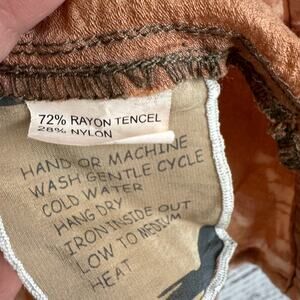 72% RAYON TENCEL
28% NYLON
HAND OR MACHINE
WASH GENTLE CYCLE
COLD WATER
HANG DRY
IRON INSIDE OUT
LOW TO MEDIUM
HEAT